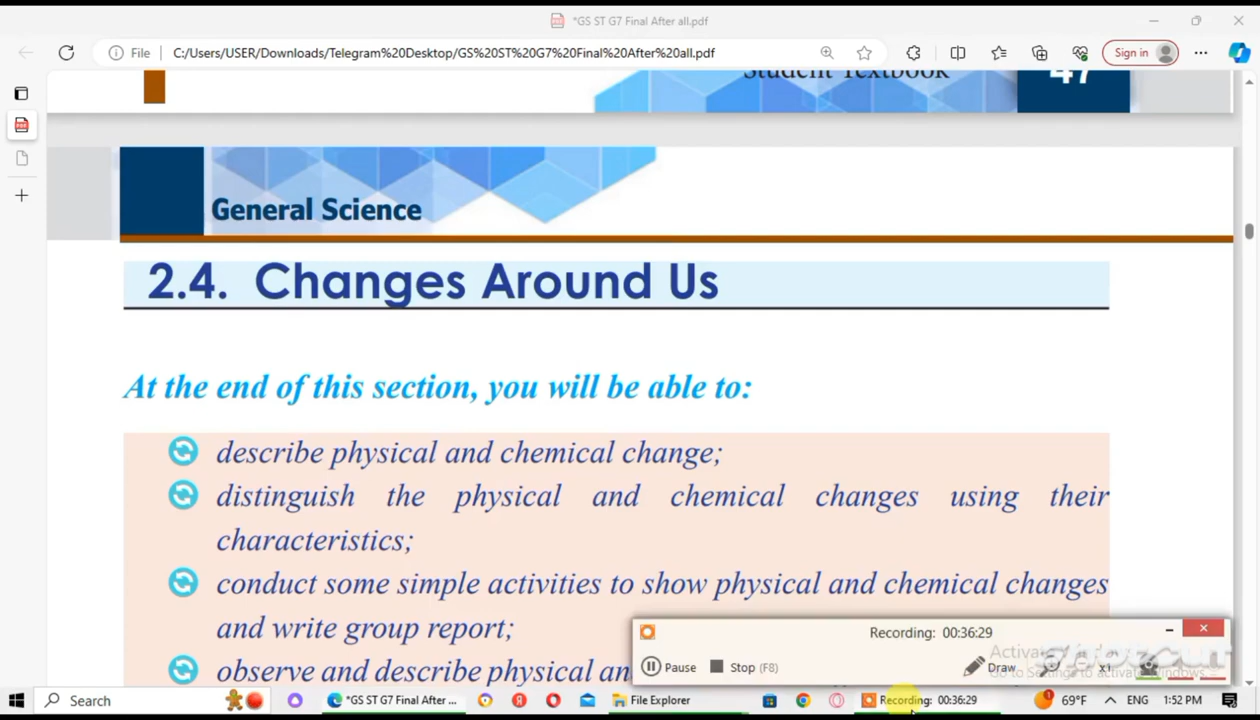 *GS ST G7 Final After all.pdf
File
C:/Users/USER/Downloads/Telegram%20Desktop/GS%20ST%20G7%20Final%20After%20all.pdf
Sign in
Student Textbook
47
General Science
2.4. Changes Around Us
At the end of this section, you will be able to:
describe physical and chemical change;
distinguish the physical and chemical changes using their
characteristics;
conduct some simple activities to show physical and chemical changes
and write group report;
observe and describe physical an
Recording: 00:36:29
Pause
Stop (F8)
Draw
x1
Search
*GS ST G7 Final After ...
File Explorer
Recording: 00:36:29
69°F
ENG
1:52 PM